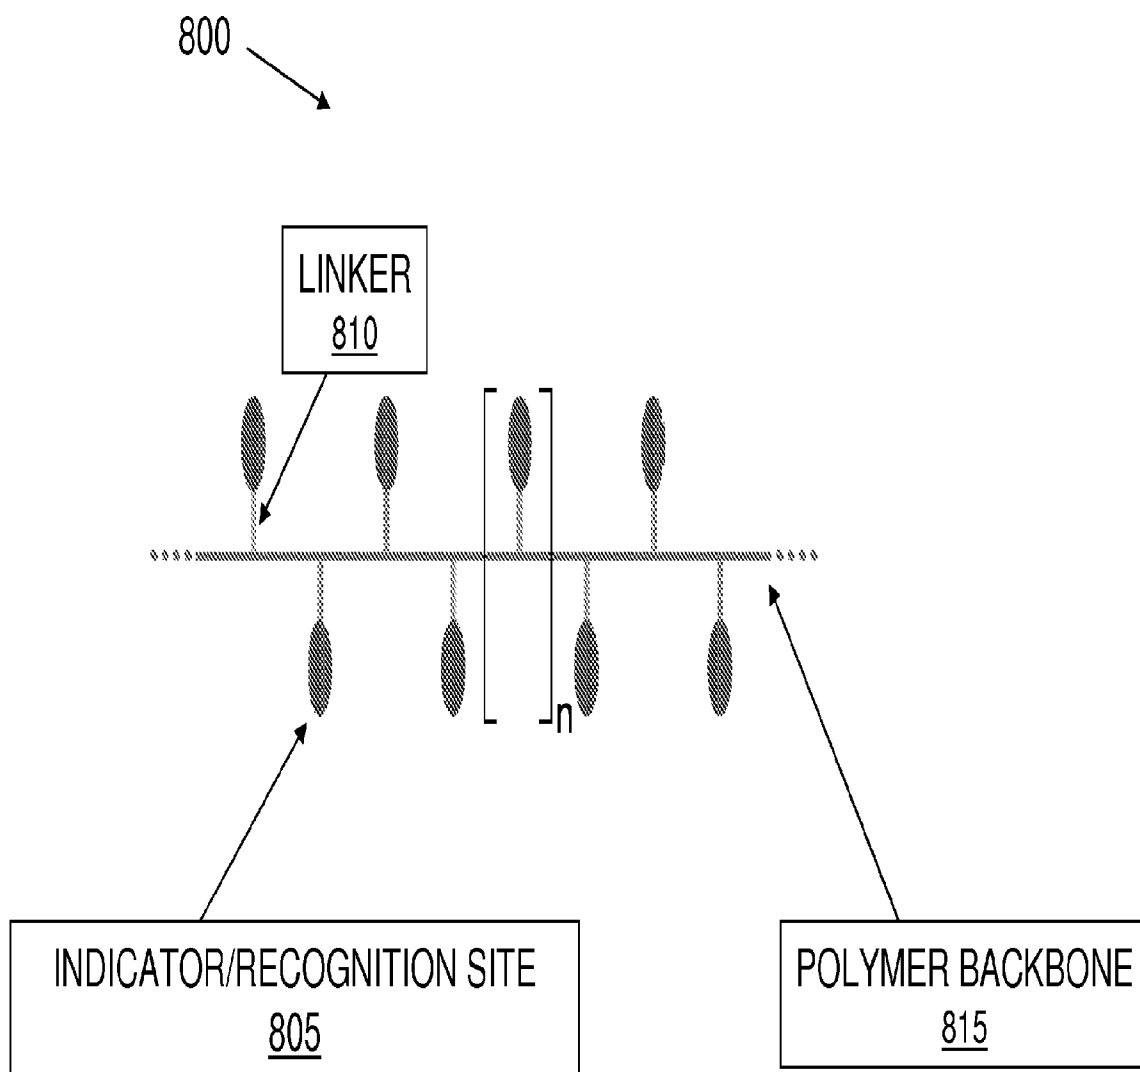 800
LINKER
810
n
INDICATOR/RECOGNITION SITE
805
POLYMER BACKBONE
815